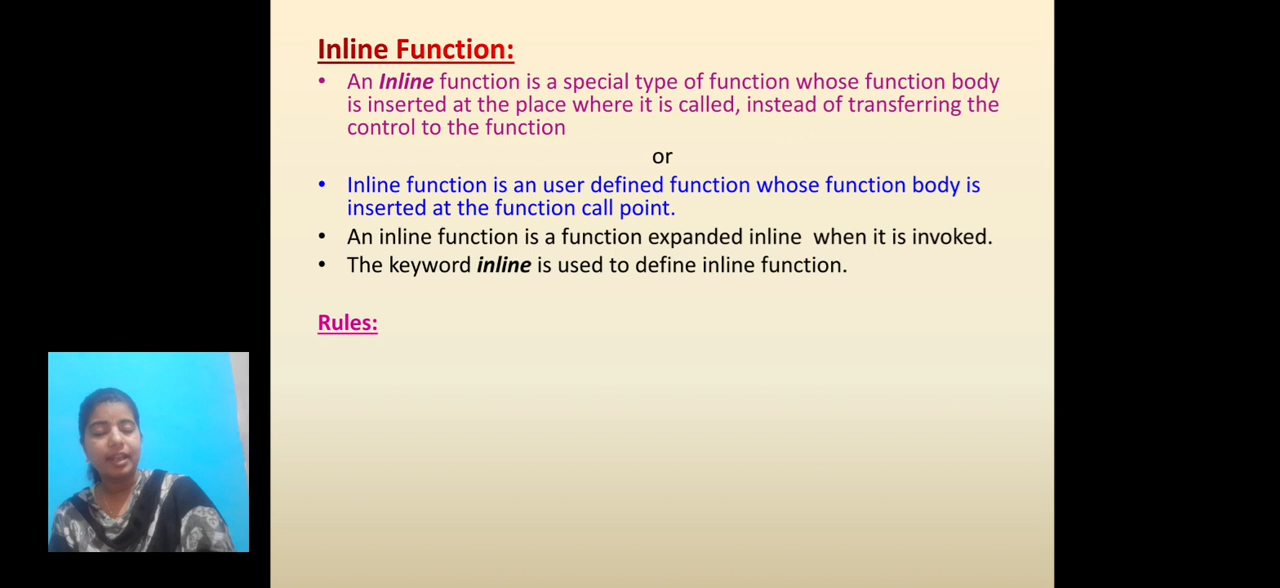 Inline Function:
• An Inline function is a special type of function whose function body
is inserted at the place where it is called, instead of transferring the
control to the function
or
• Inline function is an user defined function whose function body is
inserted at the function call point.
• An inline function is a function expanded inline  when it is invoked.
• The keyword inline is used to define inline function.
Rules: